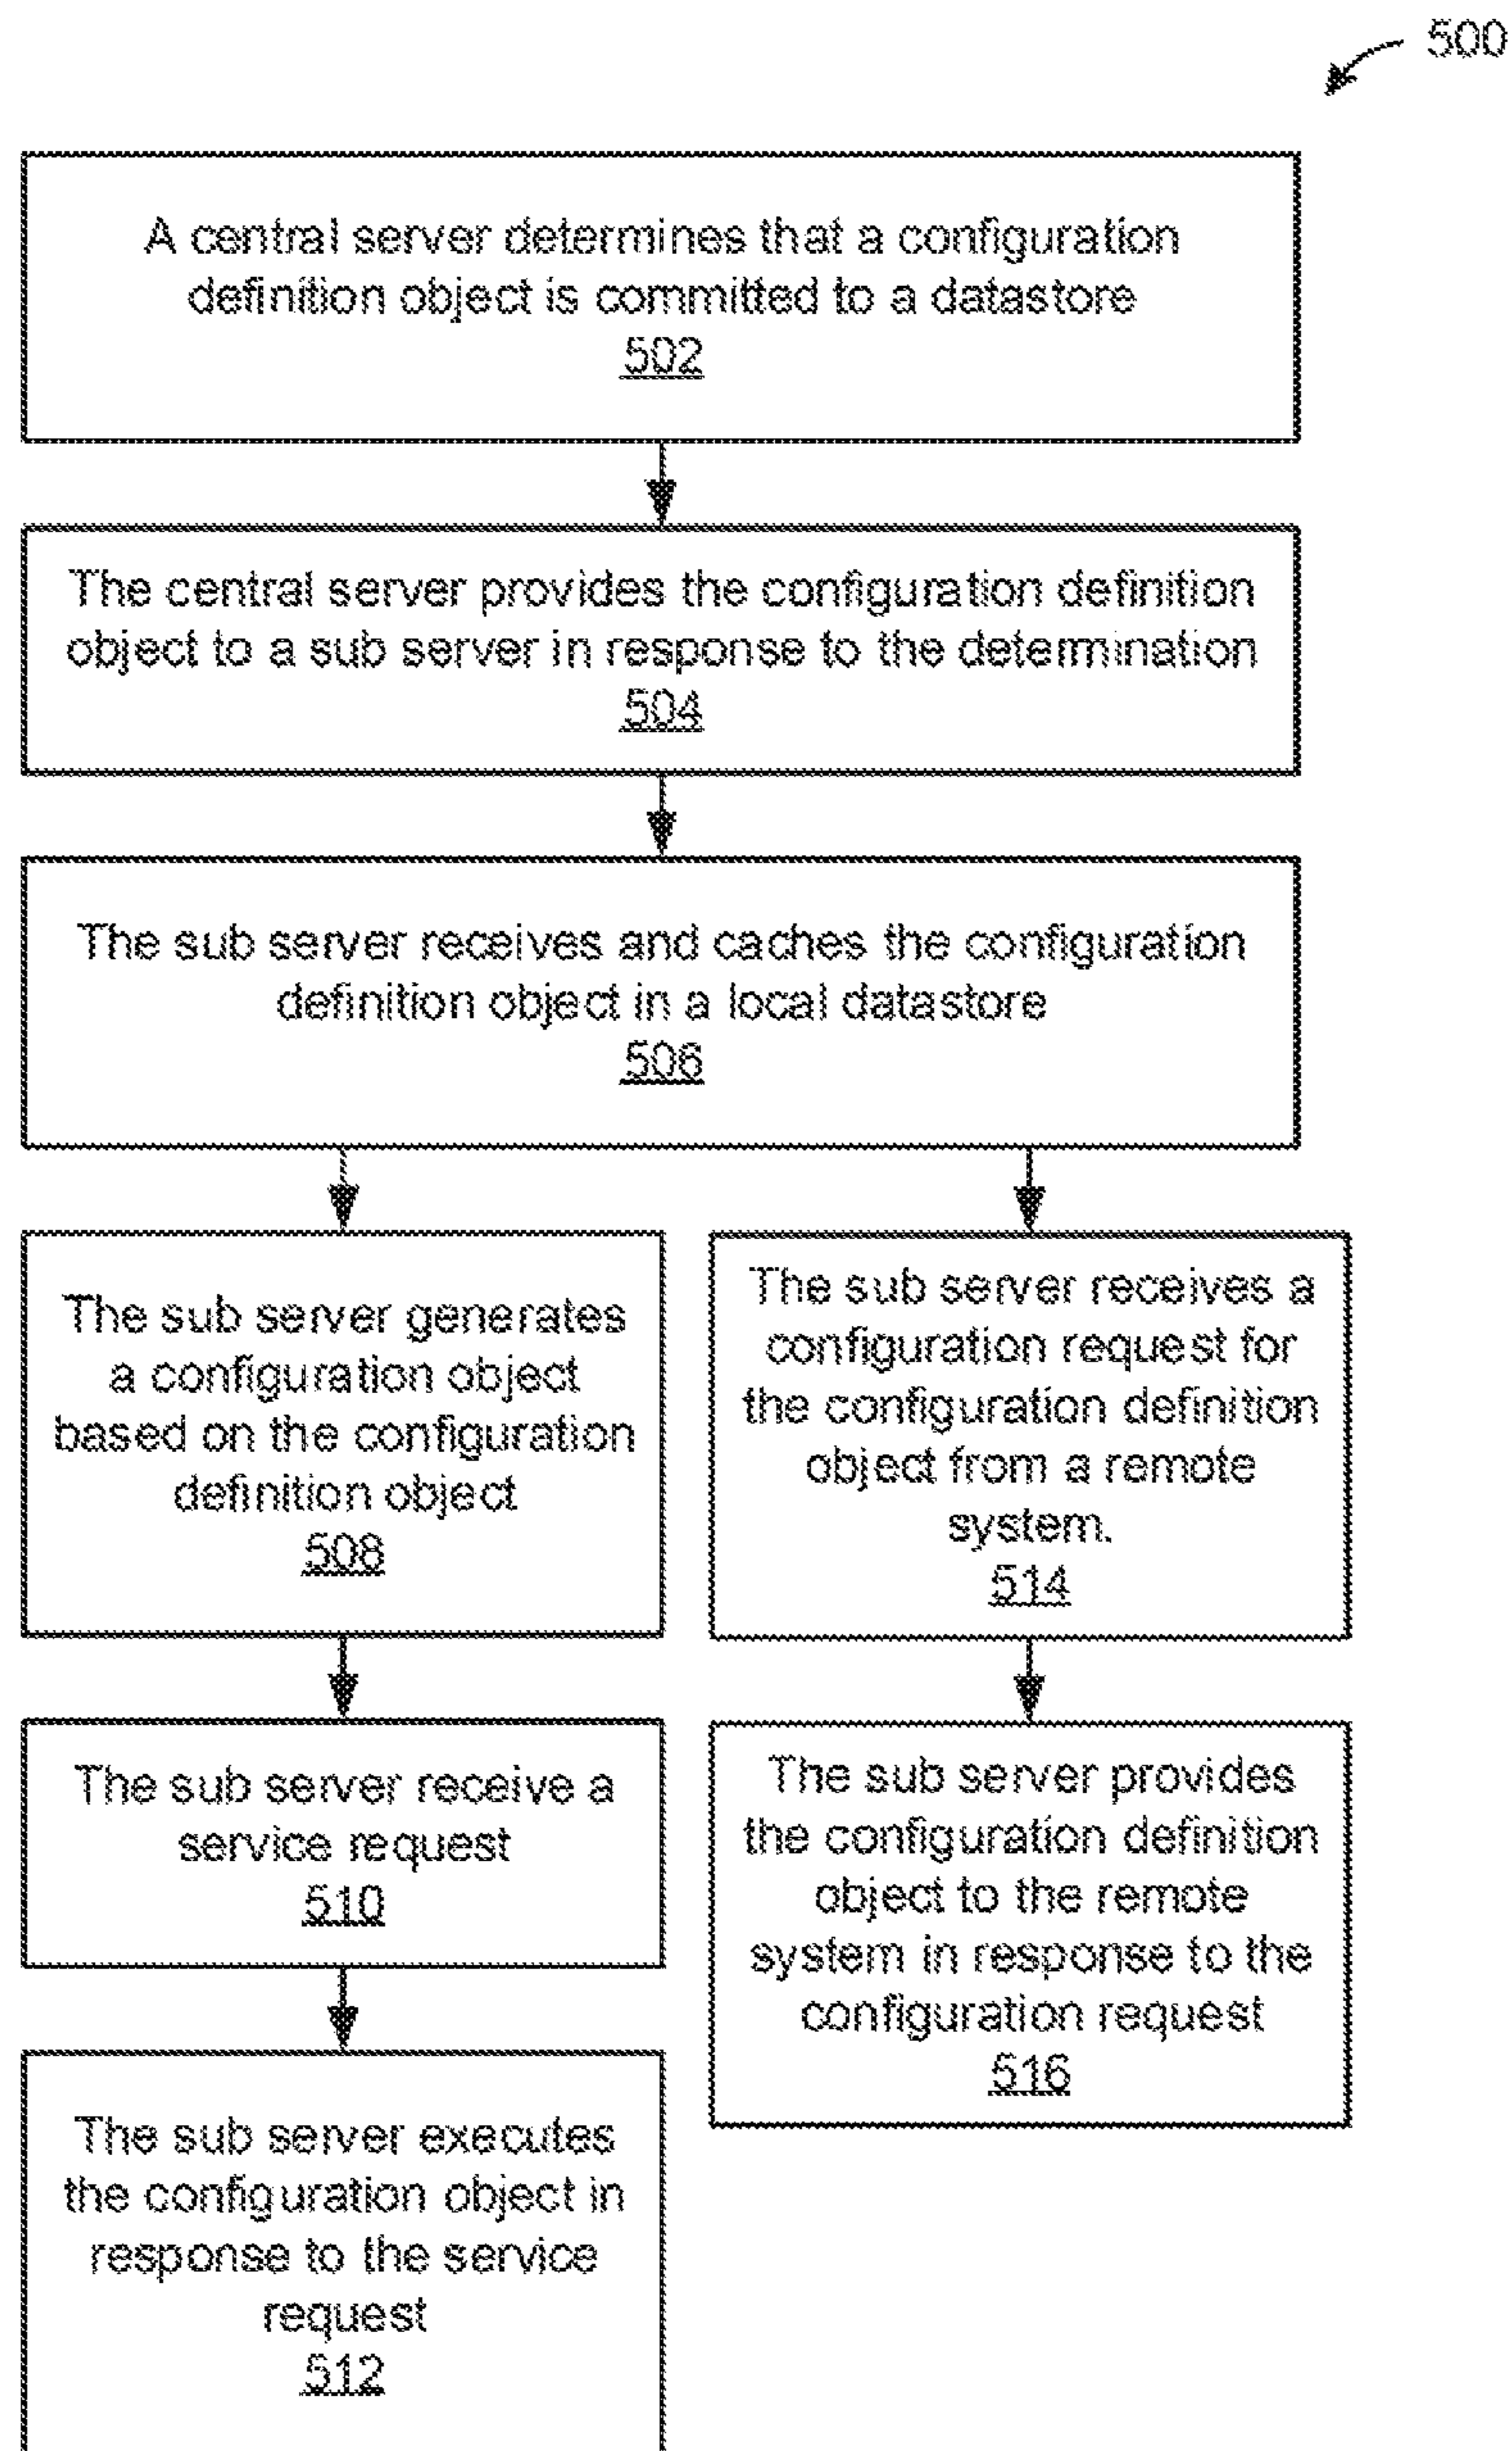 500
A central server determines that a configuration
definition object is committed to a datastore
502
The central server provides the configuration definition
object to a sub server in response to the determination
504
The sub server receives and caches the configuration
definition object in a local datastore
506
The sub server generates
a configuration object
based on the configuration
definition object
508
The sub server receive a
service request
510
The sub server executes
the configuration object in
response to the service
request
512
The sub server receives a
configuration request for
the configuration definition
object from a remote
system.
514
The sub server provides
the configuration definition
object to the remote
system in response to the
configuration request
516